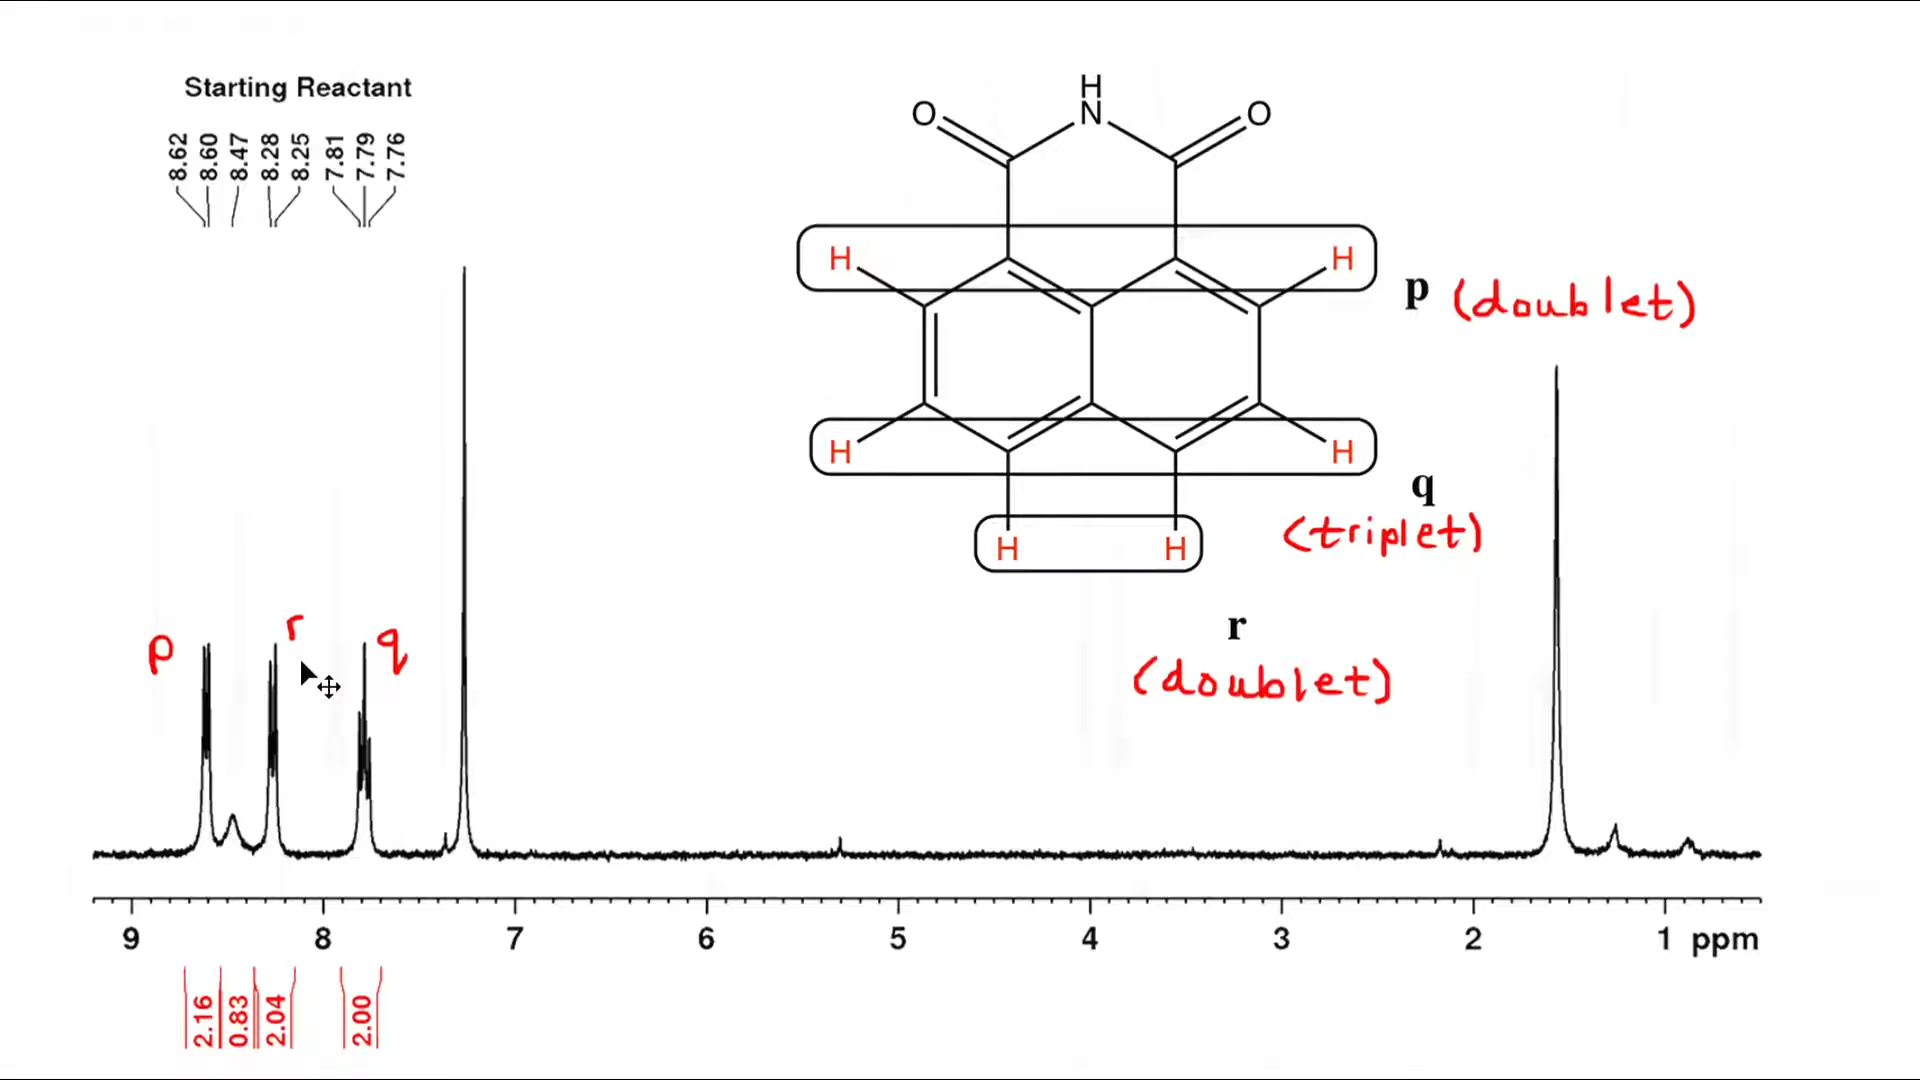 Starting Reactant
8.62
8.60
8.47
8.28
8.25
7.81
7.79
7.76
H
O N O
H H
p (doublet)
H H
q
(triplet)
H H
r
(doublet)
p r q
9 8 7 6 5 4 3 2 1 ppm
2.16
0.83
2.04
2.00